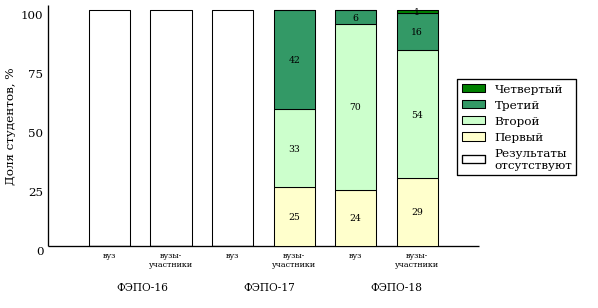 100
75
50
25
0
Доля студентов, %
1
6
16
42
70
54
33
25
24
29
вуз
вузы-
участники
вуз
вузы-
участники
вуз
вузы-
участники
ФЭПО-16
ФЭПО-17
ФЭПО-18
Четвертый
Третий
Второй
Первый
Результаты
отсутствуют